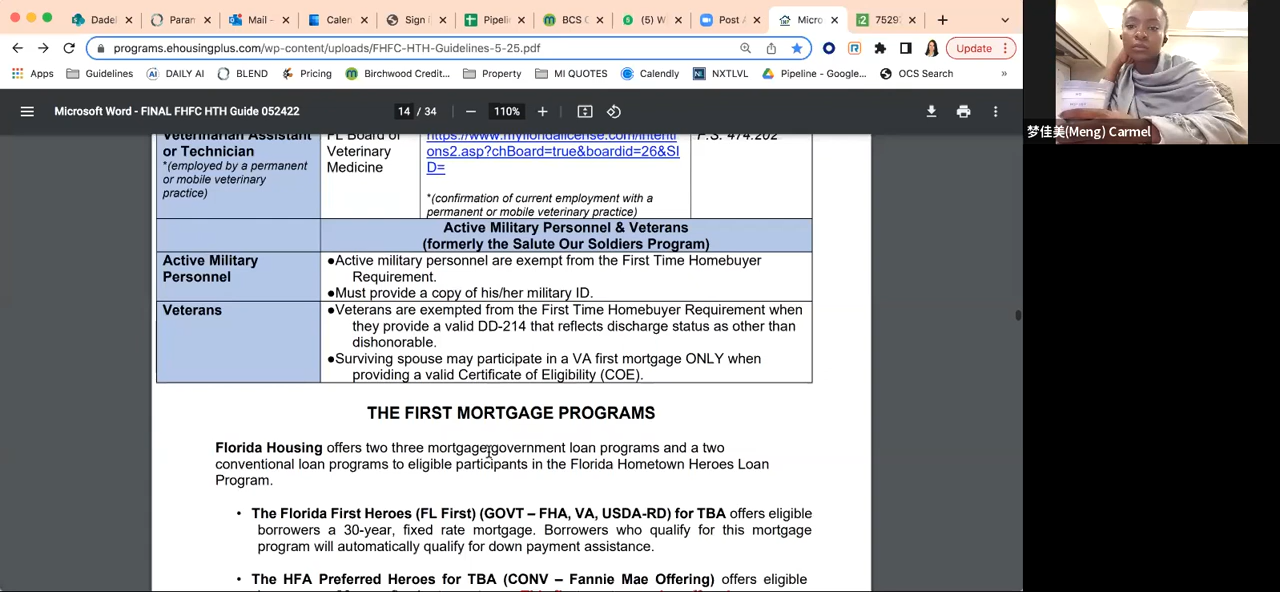 Dadel
Paran
Mail -
Calen
Sign i
Pipelin
BCS C
(5) W
Post A
Micro
7529
programs.ehousingplus.com/wp-content/uploads/FHFC-HTH-Guidelines-5-25.pdf
Update
Apps
Guidelines
DAILY AI
BLEND
Pricing
Birchwood Credit...
Property
MI QUOTES
Calendly
NXTLVL
Pipeline - Google...
OCS Search
»
Microsoft Word - FINAL FHFC HTH Guide 052422
14 / 34
110%
梦佳美(Meng) Carmel
Veterinarian Assistant
or Technician
*(employed by a permanent
or mobile veterinary
practice)
FL Board of
Veterinary
Medicine
https://www.myfloridalicense.com/intenti
ons2.asp?chBoard=true&boardid=26&SI
D=
*(confirmation of current employment with a
permanent or mobile veterinary practice)
F.S. 474.202
Active Military Personnel & Veterans
(formerly the Salute Our Soldiers Program)
Active Military
Personnel
●Active military personnel are exempt from the First Time Homebuyer
Requirement.
●Must provide a copy of his/her military ID.
Veterans
●Veterans are exempted from the First Time Homebuyer Requirement when
they provide a valid DD-214 that reflects discharge status as other than
dishonorable.
●Surviving spouse may participate in a VA first mortgage ONLY when
providing a valid Certificate of Eligibility (COE).
THE FIRST MORTGAGE PROGRAMS
Florida Housing offers two three mortgage government loan programs and a two
conventional loan programs to eligible participants in the Florida Hometown Heroes Loan
Program.
• The Florida First Heroes (FL First) (GOVT – FHA, VA, USDA-RD) for TBA offers eligible
borrowers a 30-year, fixed rate mortgage. Borrowers who qualify for this mortgage
program will automatically qualify for down payment assistance.
• The HFA Preferred Heroes for TBA (CONV – Fannie Mae Offering) offers eligible